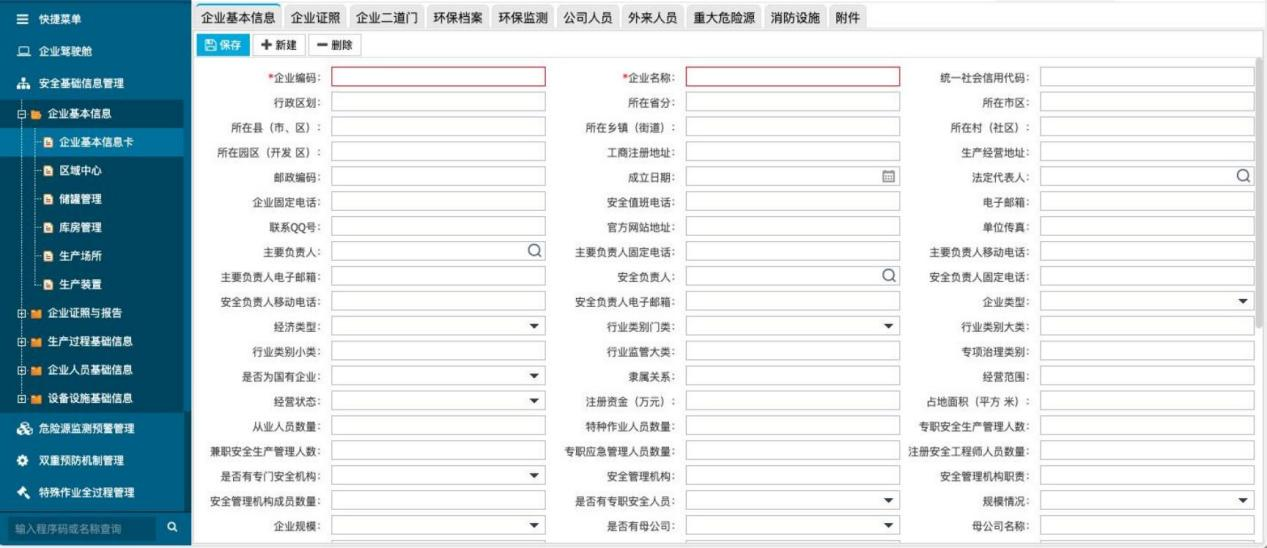 快捷菜单
企业驾驶舱
安全基础信息管理
企业基本信息
企业基本信息卡
区域中心
储罐管理
库房管理
生产场所
生产装置
企业证照与报告
生产过程基础信息
企业人员基础信息
设备设施基础信息
危险源监测预警管理
双重预防机制管理
特殊作业全过程管理
输入程序码或名称查询
企业基本信息 企业证照 企业二道门 环保档案 环保监测 公司人员 外来人员 重大危险源 消防设施 附件
保存 新建 删除
*企业编码: *企业名称: 统一社会信用代码:
行政区划: 所在省分: 所在市区:
所在县（市、区）: 所在乡镇（街道）: 所在村（社区）:
所在园区（开发 区）: 工商注册地址: 生产经营地址:
邮政编码: 成立日期: 法定代表人:
企业固定电话: 安全值班电话: 电子邮箱:
联系QQ号: 官方网站地址: 单位传真:
主要负责人: 主要负责人固定电话: 主要负责人移动电话:
主要负责人电子邮箱: 安全负责人: 安全负责人固定电话:
安全负责人移动电话: 安全负责人电子邮箱: 企业类型:
经济类型: 行业类别门类: 行业类别大类:
行业类别小类: 行业监管大类: 专项治理类别:
是否为国有企业: 隶属关系: 经营范围:
经营状态: 注册资金（万元）: 占地面积（平方 米）:
从业人员数量: 特种作业人员数量: 专职安全生产管理人数:
兼职安全生产管理人数: 专职应急管理人员数量: 注册安全工程师人员数量:
是否有专门安全机构: 安全管理机构: 安全管理机构职责:
安全管理机构成员数量: 是否有专职安全人员: 规模情况:
企业规模: 是否有母公司: 母公司名称: